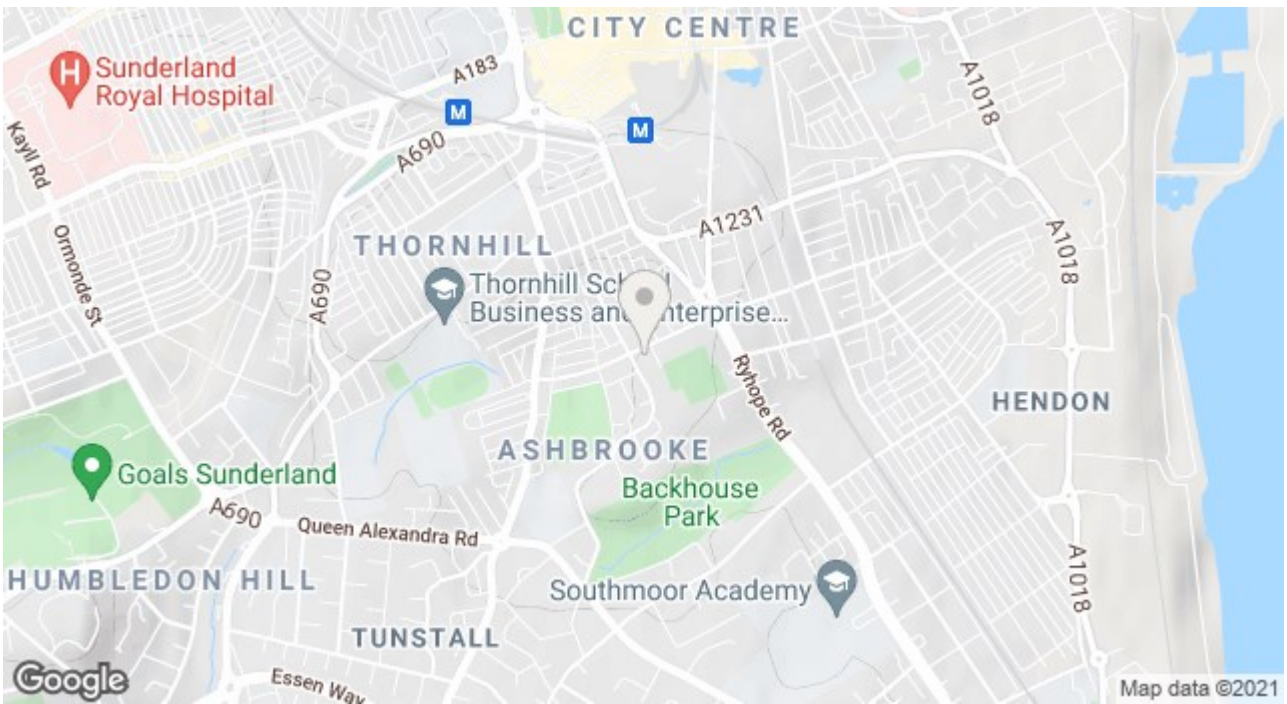 CITY CENTRE
H
Sunderland
Royal Hospital
A183
A1018
M
M
Kayll Rd
A690
A1231
Ormonde St
THORNHILL
A1018
A690
Thornhill Sc
Business an nterprise...
Ryhope Rd
HENDON
ASHBROOKE
Goals Sunderland
Backhouse
Park
A690
Queen Alexandra Rd
A1018
HUMBLEDON HILL
Southmoor Academy
TUNSTALL
Essen Way
Google
Map data ©2021